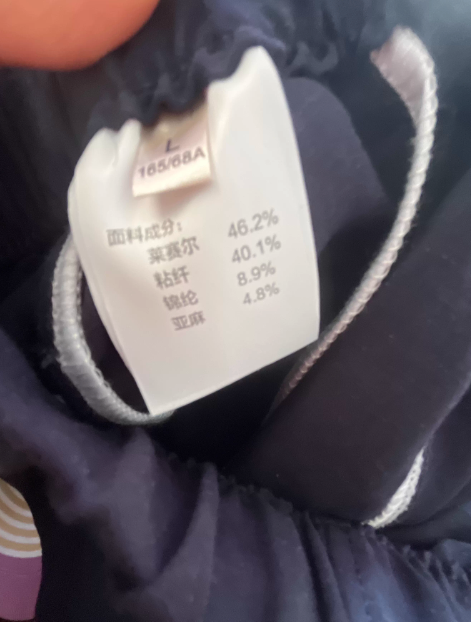 L
165/68A
面料成分:
莱赛尔 46.2%
粘纤 40.1%
锦纶 8.9%
亚麻 4.8%